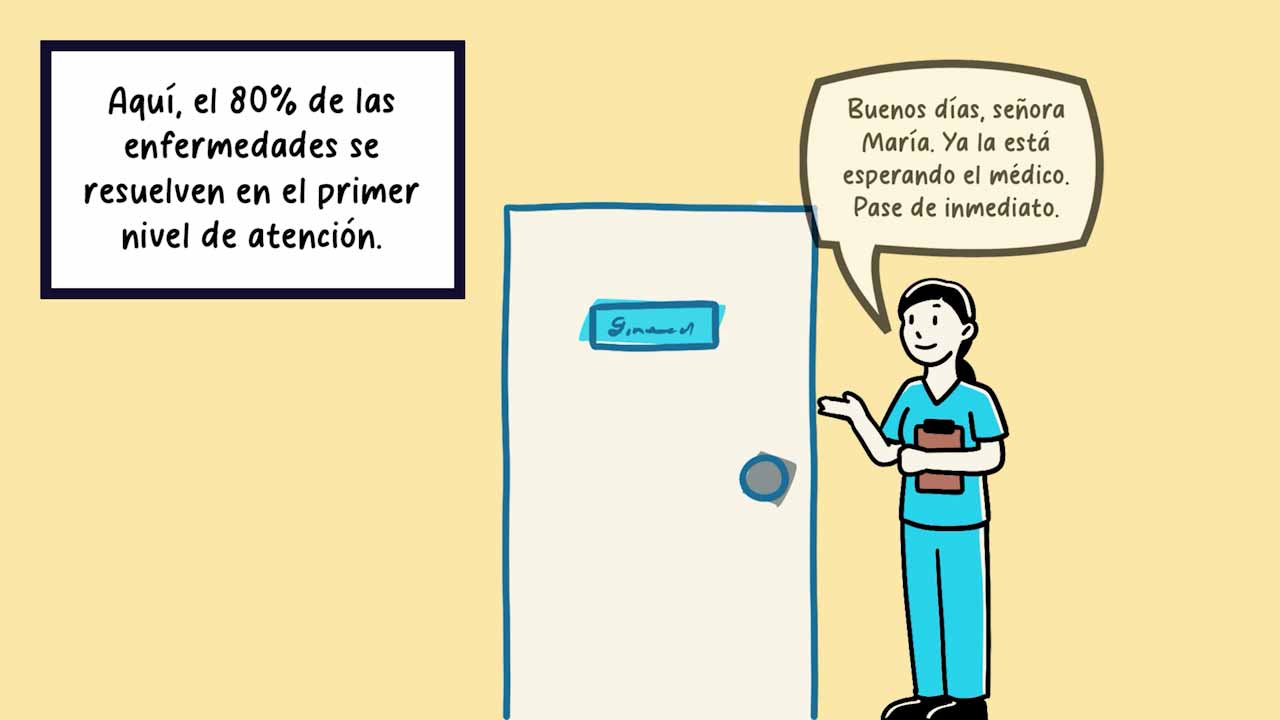 Aquí, el 80% de las
enfermedades se
resuelven en el primer
nivel de atención.
Buenos días, señora
María. Ya la está
esperando el médico.
Pase de inmediato.